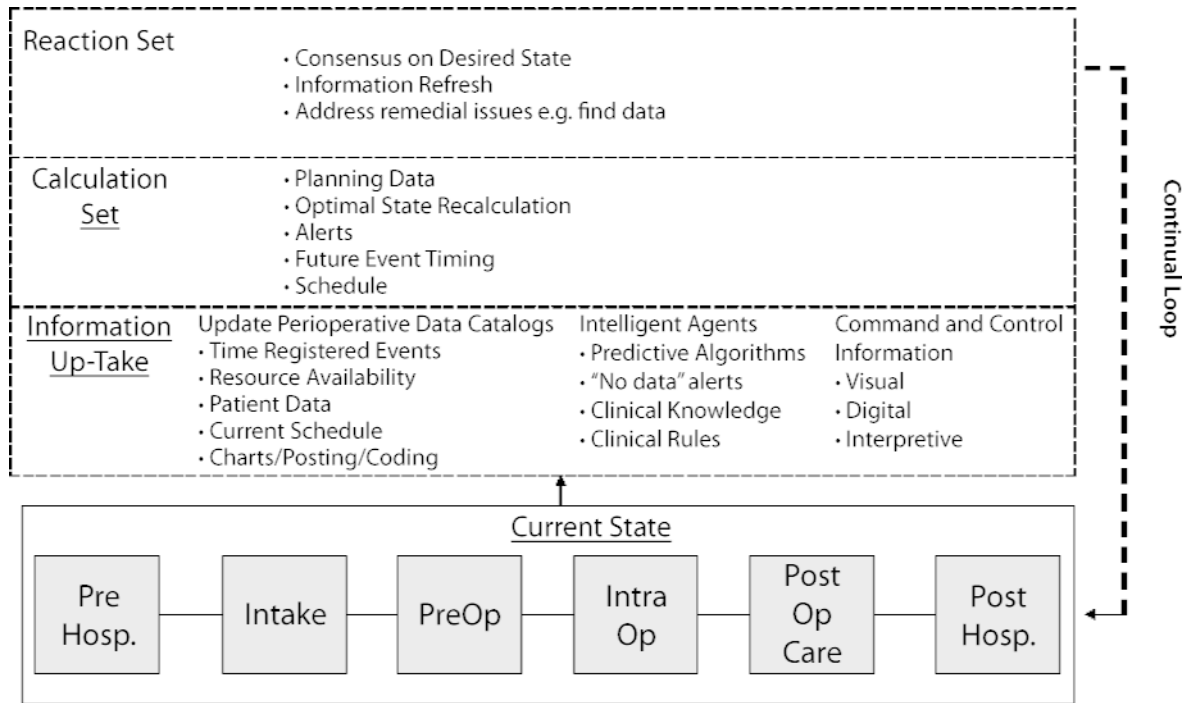 Reaction Set
• Consensus on Desired State
• Information Refresh
• Address remedial issues e.g. find data
Calculation
Set
• Planning Data
• Optimal State Recalculation
• Alerts
• Future Event Timing
• Schedule
Information
Up-Take
Update Perioperative Data Catalogs
• Time Registered Events
• Resource Availability
• Patient Data
• Current Schedule
• Charts/Posting/Coding
Intelligent Agents
• Predictive Algorithms
• “No data” alerts
• Clinical Knowledge
• Clinical Rules
Command and Control
Information
• Visual
• Digital
• Interpretive
Continual Loop
Current State
Pre
Hosp.
Intake
PreOp
Intra
Op
Post
Op
Care
Post
Hosp.